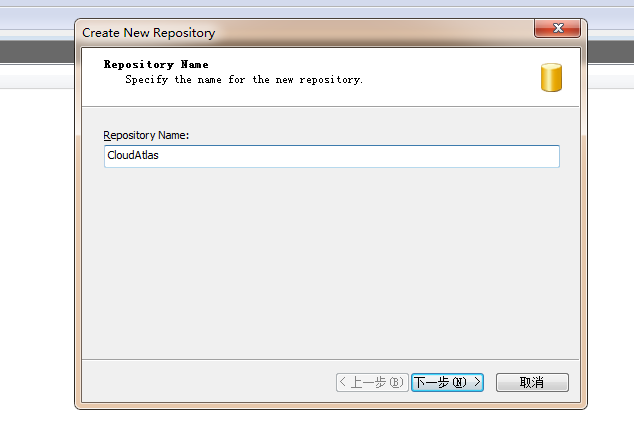 Create New Repository
Repository Name
Specify the name for the new repository.
Repository Name:
CloudAtlas
< 上一步(B)
下一步(N) >
取消